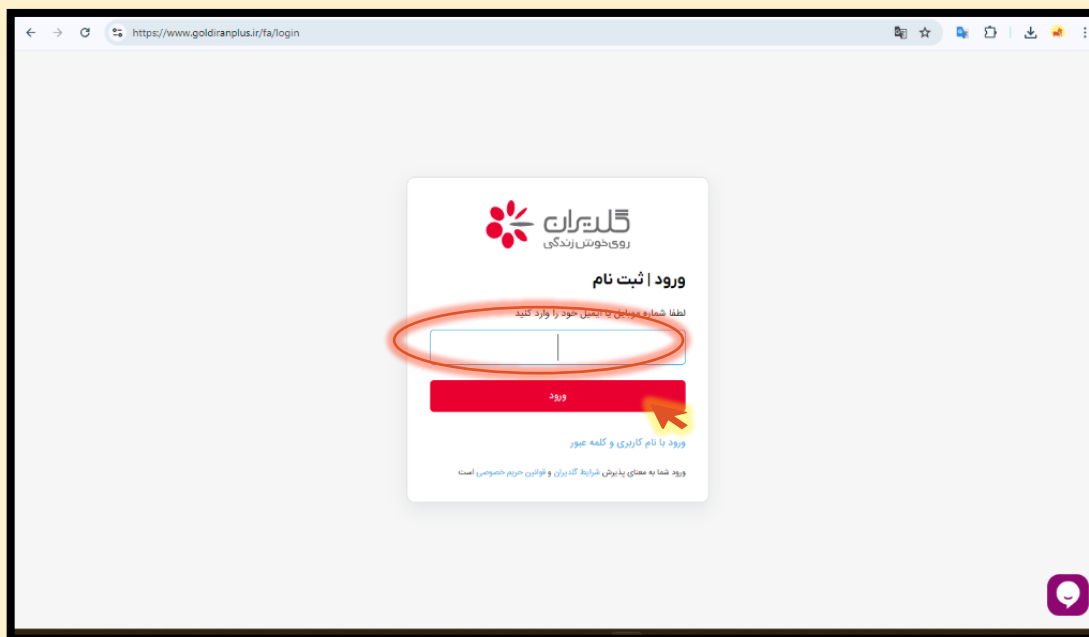 https://www.goldiranplus.ir/fa/login
گلدیران
روی‌خوش‌زندگی
ورود | ثبت نام
لطفا شماره موبایل یا ایمیل خود را وارد کنید
ورود
ورود با نام کاربری و کلمه عبور
ورود شما به معنای پذیرش شرایط گلدیران و قوانین حریم خصوصی است